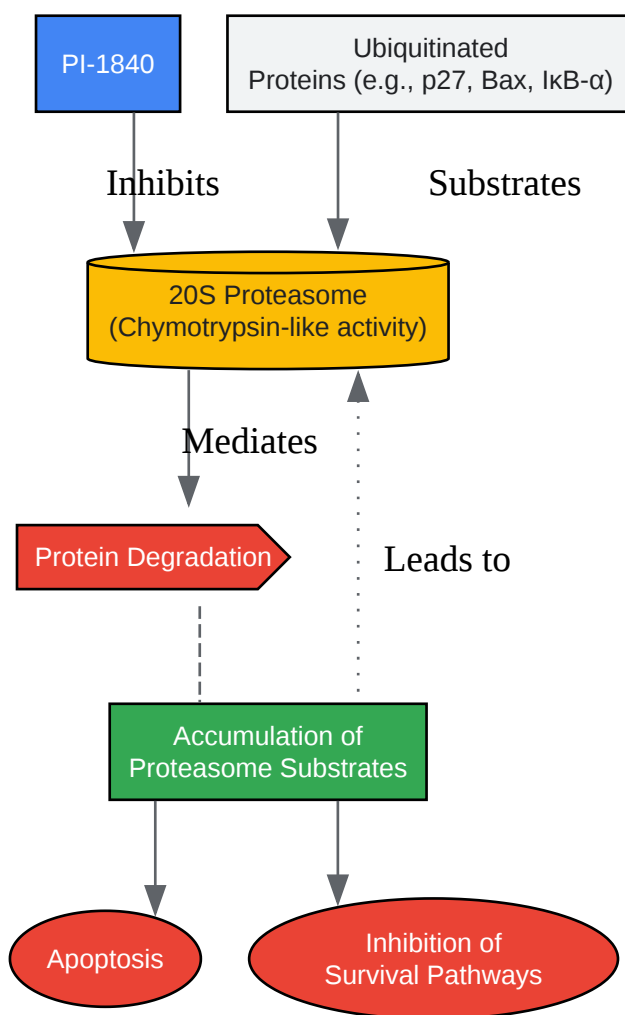 PI-1840
Ubiquitinated
Proteins (e.g., p27, Bax, IκB-α)
Inhibits
Substrates
20S Proteasome
(Chymotrypsin-like activity)
Mediates
Protein Degradation
Leads to
Accumulation of
Proteasome Substrates
Apoptosis
Inhibition of
Survival Pathways